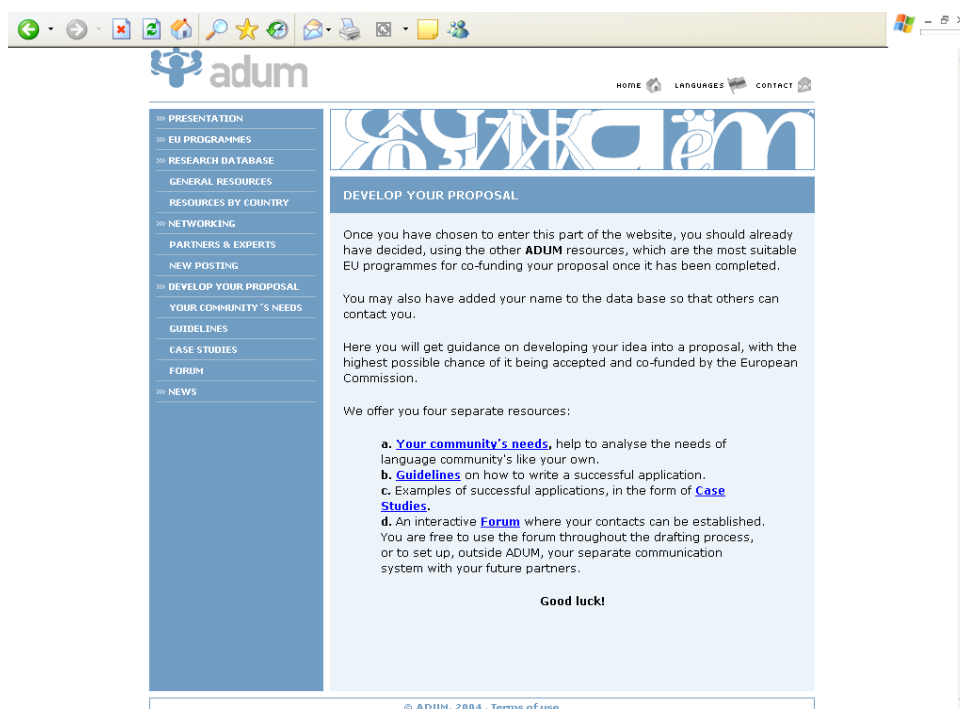 adum
HOME LANGUAGES CONTACT
››› PRESENTATION
››› EU PROGRAMMES
››› RESEARCH DATABASE
GENERAL RESOURCES
RESOURCES BY COUNTRY
››› NETWORKING
PARTNERS & EXPERTS
NEW POSTING
››› DEVELOP YOUR PROPOSAL
YOUR COMMUNITY´S NEEDS
GUIDELINES
CASE STUDIES
FORUM
››› NEWS
DEVELOP YOUR PROPOSAL
Once you have chosen to enter this part of the website, you should already
have decided, using the other ADUM resources, which are the most suitable
EU programmes for co-funding your proposal once it has been completed.
You may also have added your name to the data base so that others can
contact you.
Here you will get guidance on developing your idea into a proposal, with the
highest possible chance of it being accepted and co-funded by the European
Commission.
We offer you four separate resources:
a. Your community's needs, help to analyse the needs of
language community's like your own.
b. Guidelines on how to write a successful application.
c. Examples of successful applications, in the form of Case
Studies.
d. An interactive Forum where your contacts can be established.
You are free to use the forum throughout the drafting process,
or to set up, outside ADUM, your separate communication
system with your future partners.
Good luck!
© ADUM, 2004 - Terms of use